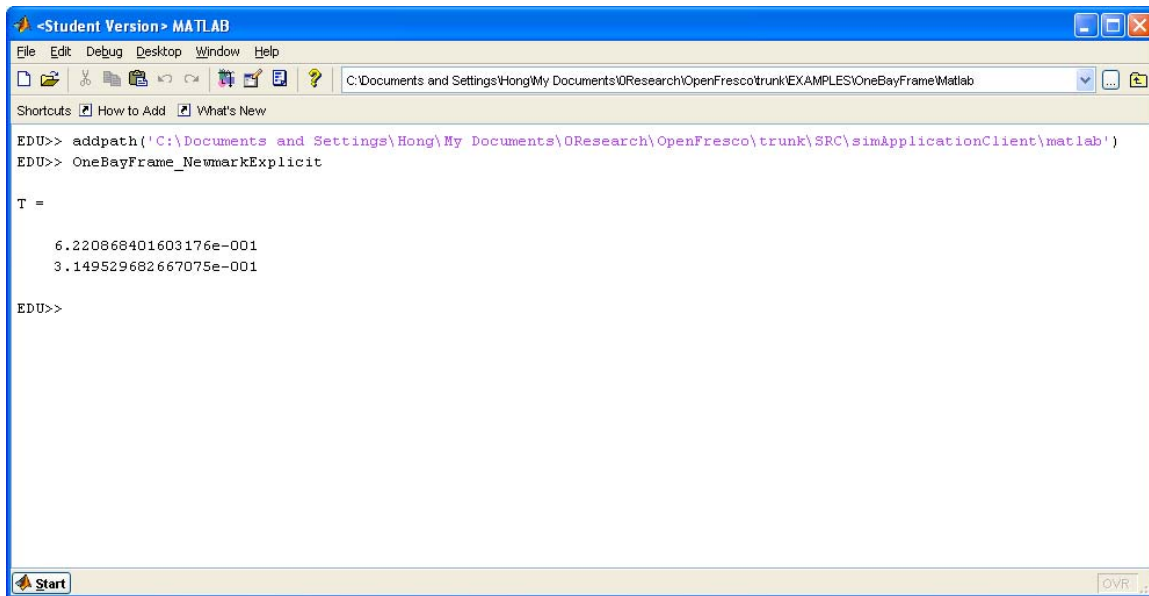 <Student Version> MATLAB
File Edit Debug Desktop Window Help
C:\Documents and Settings\Hong\My Documents\0Research\OpenFresco\trunk\EXAMPLES\OneBayFrame\Matlab
Shortcuts How to Add What's New
EDU>> addpath('C:\Documents and Settings\Hong\My Documents\0Research\OpenFresco\trunk\SRC\simApplicationClient\matlab')
EDU>> OneBayFrame_NewmarkExplicit
T =
6.220868401603176e-001
3.149529682667075e-001
EDU>>
Start
OVR